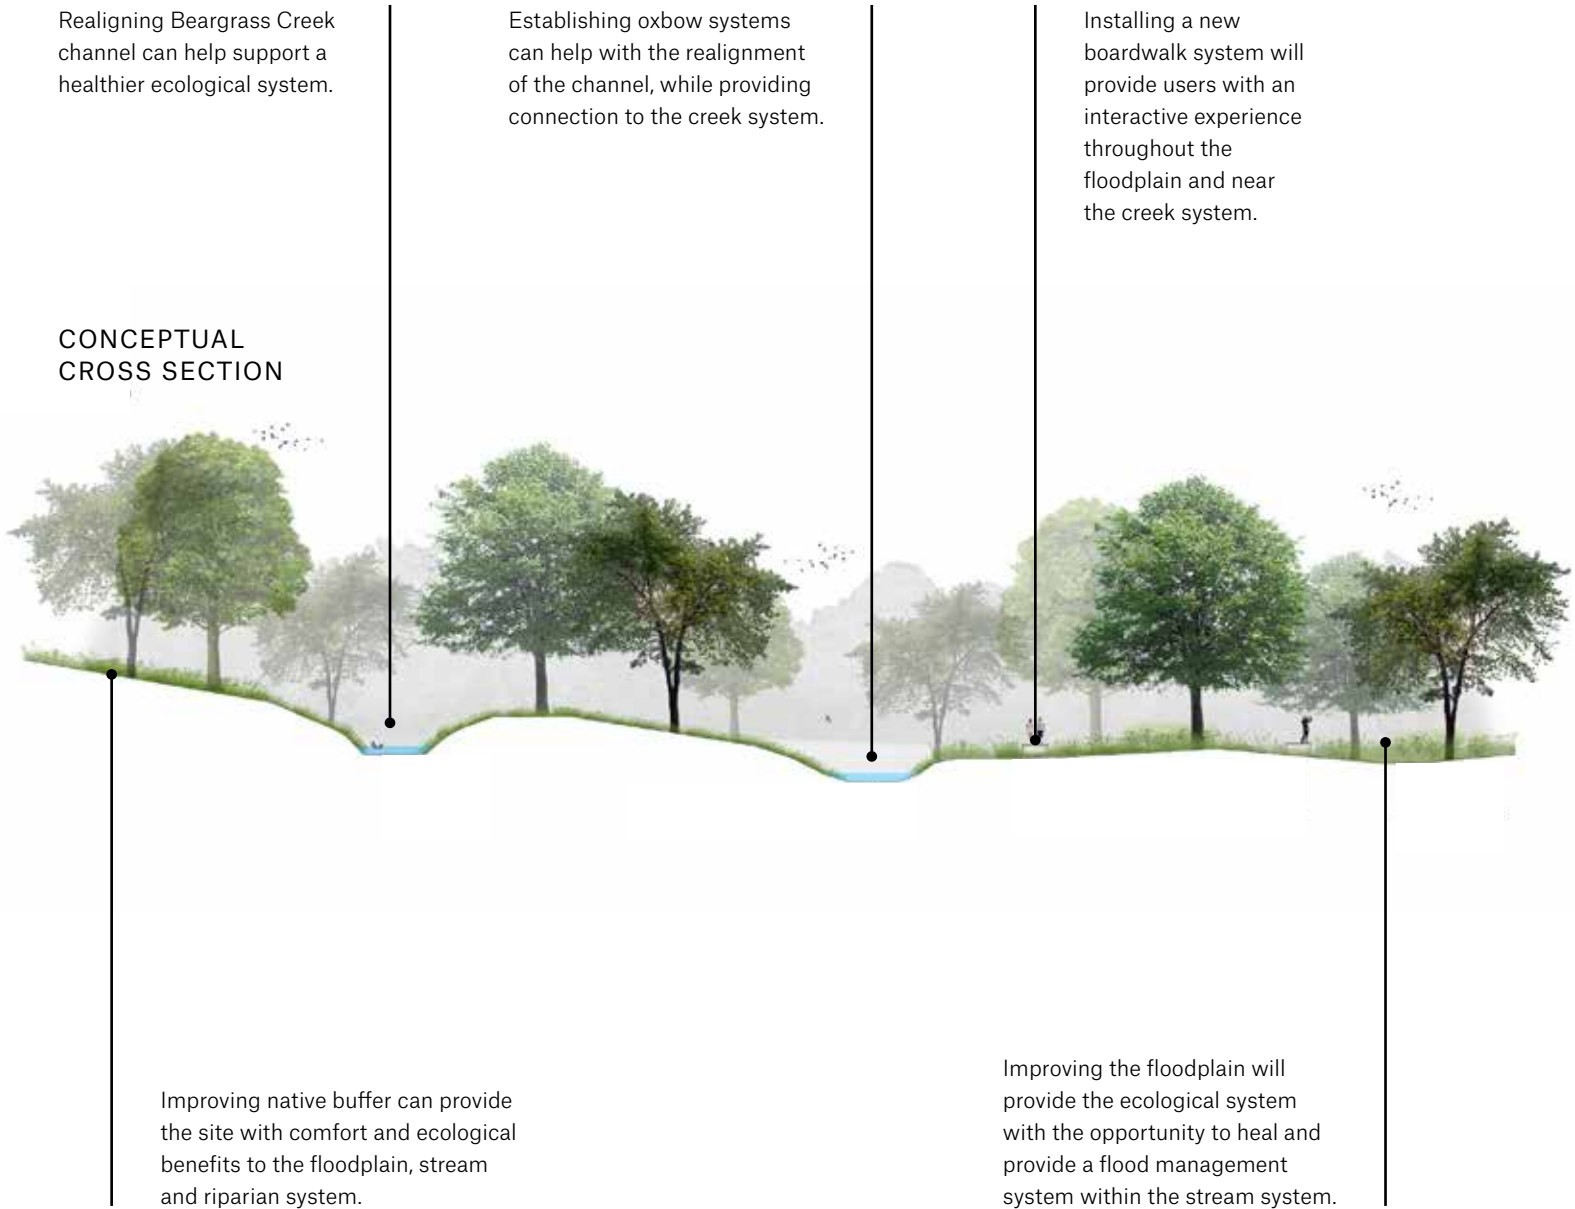 Realigning Beargrass Creek
channel can help support a
healthier ecological system.
Establishing oxbow systems
can help with the realignment
of the channel, while providing
connection to the creek system.
Installing a new
boardwalk system will
provide users with an
interactive experience
throughout the
floodplain and near
the creek system.
CONCEPTUAL
CROSS SECTION
Improving native buffer can provide
the site with comfort and ecological
benefits to the floodplain, stream
and riparian system.
Improving the floodplain will
provide the ecological system
with the opportunity to heal and
provide a flood management
system within the stream system.